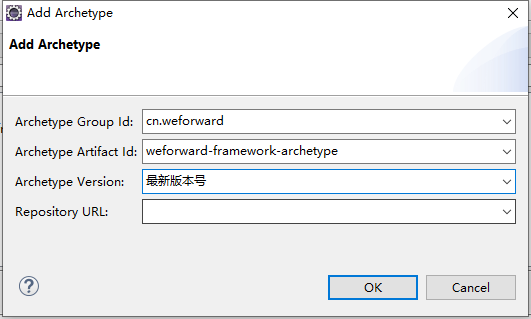 Add Archetype
Add Archetype
Archetype Group Id: cn.weforward
Archetype Artifact Id: weforward-framework-archetype
Archetype Version: 最新版本号
Repository URL:
? OK Cancel